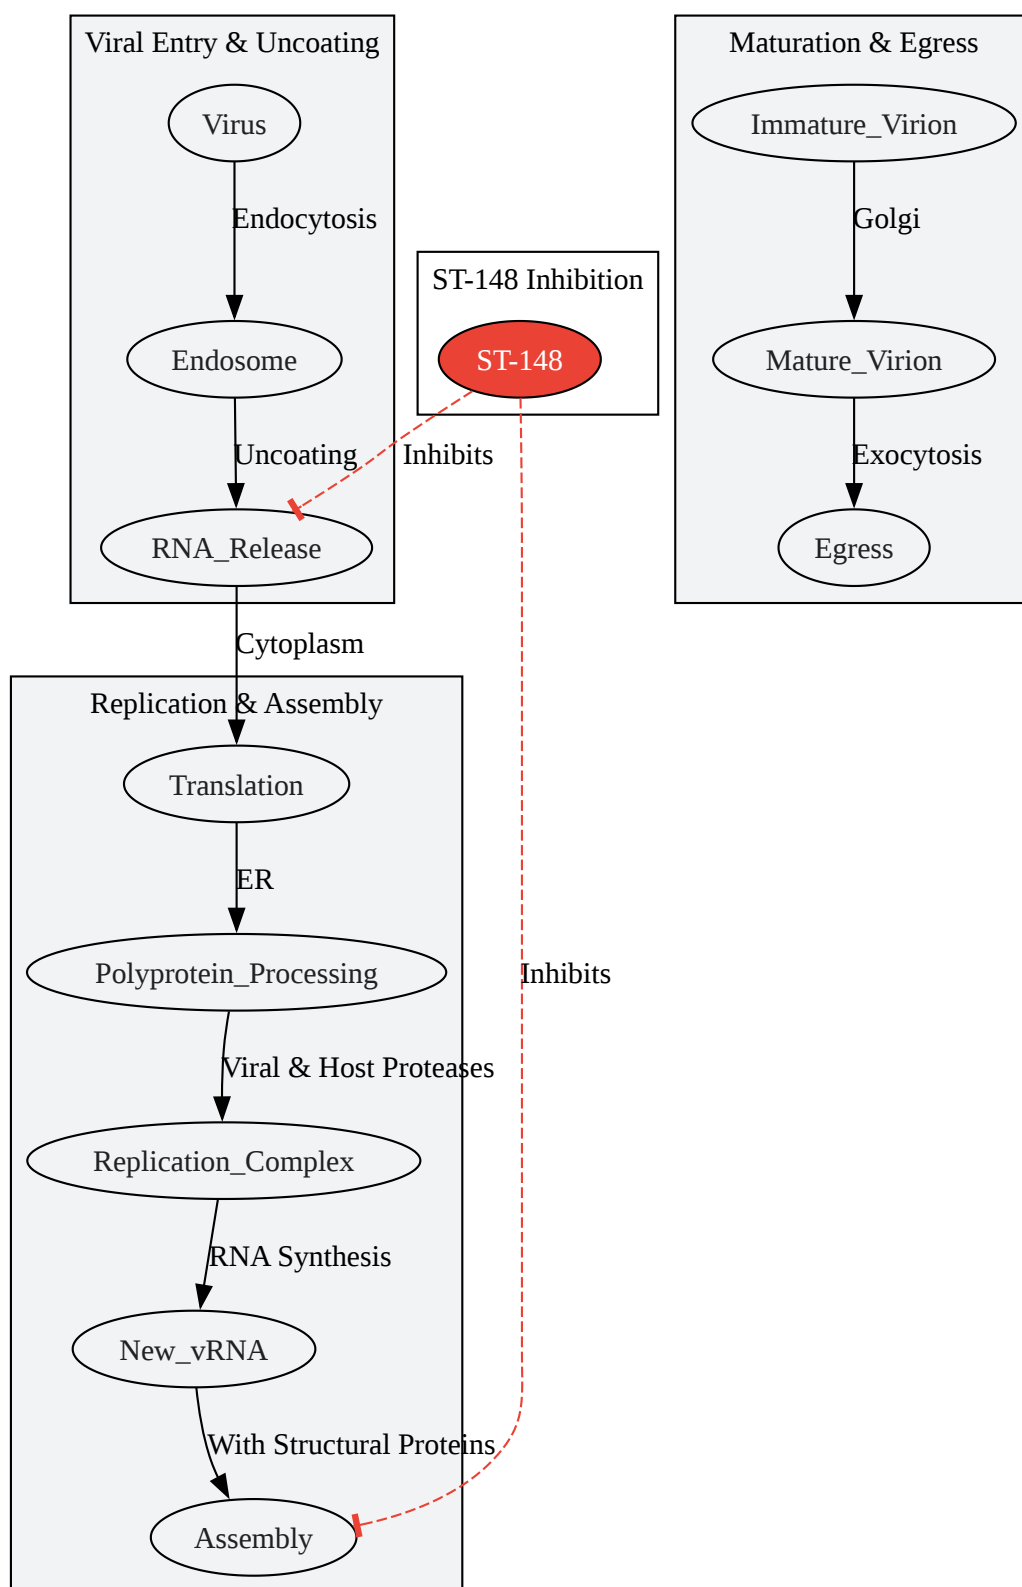 Viral Entry & Uncoating
Virus
Endocytosis
Endosome
Uncoating
RNA_Release
Cytoplasm
ST-148 Inhibition
ST-148
Inhibits
Inhibits
Maturation & Egress
Immature_Virion
Golgi
Mature_Virion
Exocytosis
Egress
Replication & Assembly
Translation
ER
Polyprotein_Processing
Viral & Host Proteases
Replication_Complex
RNA Synthesis
New_vRNA
With Structural Proteins
Assembly